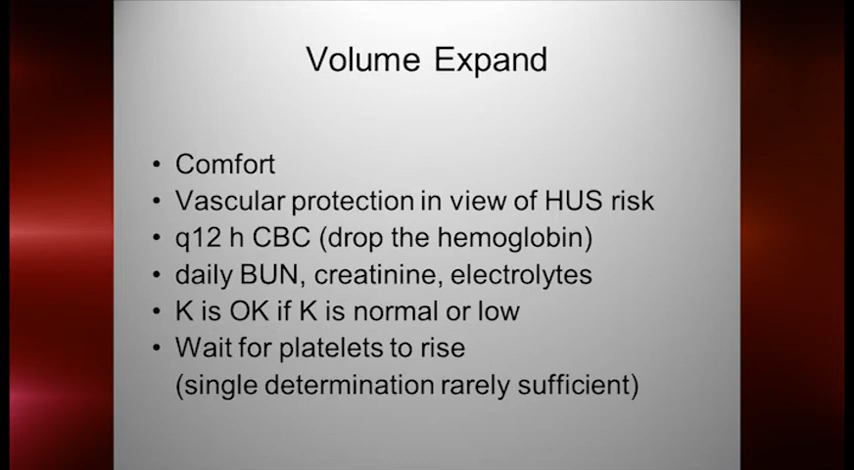 Volume Expand
• Comfort
• Vascular protection in view of HUS risk
• q12 h CBC (drop the hemoglobin)
• daily BUN, creatinine, electrolytes
• K is OK if K is normal or low
• Wait for platelets to rise
(single determination rarely sufficient)